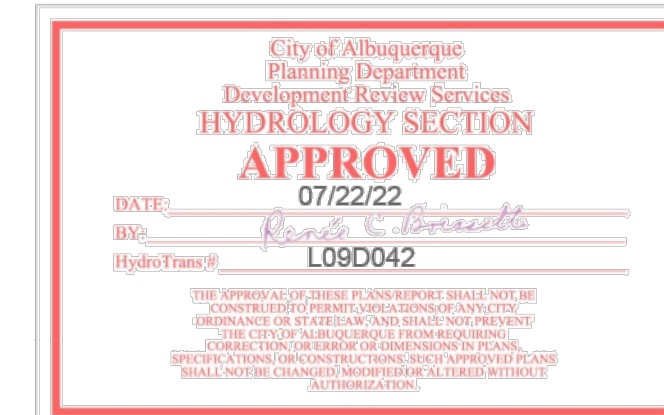 City of Albuquerque
Planning Department
Development Review Services
HYDROLOGY SECTION
APPROVED
DATE: 07/22/22
BY: Renée C. Brissette
HydroTrans # L09D042
THE APPROVAL OF THESE PLANS/REPORT SHALL NOT BE
CONSTRUED TO PERMIT VIOLATIONS OF ANY CITY
ORDINANCE OR STATE LAW, AND SHALL NOT PREVENT
THE CITY OF ALBUQUERQUE FROM REQUIRING
CORRECTION, OR ERROR OR DIMENSIONS IN PLANS,
SPECIFICATIONS, OR CONSTRUCTIONS. SUCH APPROVED PLANS
SHALL NOT BE CHANGED, MODIFIED OR ALTERED WITHOUT
AUTHORIZATION.